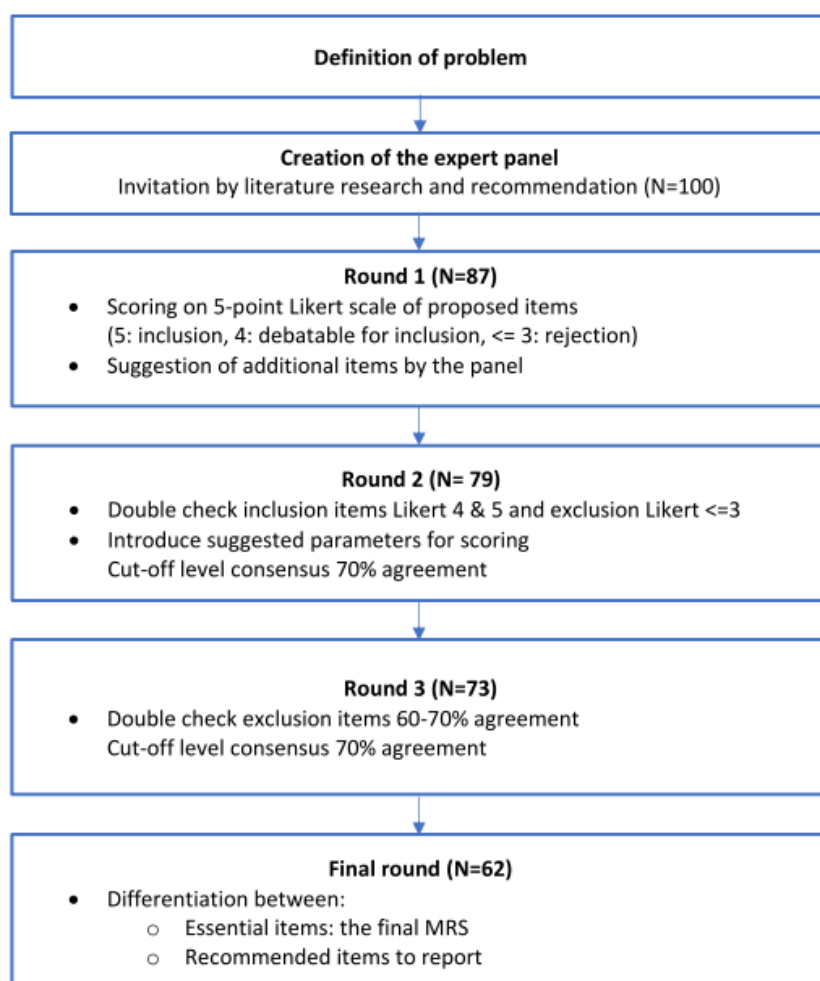 Definition of problem
Creation of the expert panel
Invitation by literature research and recommendation (N=100)
Round 1 (N=87)
• Scoring on 5-point Likert scale of proposed items
(5: inclusion, 4: debatable for inclusion, <= 3: rejection)
• Suggestion of additional items by the panel
Round 2 (N= 79)
• Double check inclusion items Likert 4 & 5 and exclusion Likert <=3
• Introduce suggested parameters for scoring
Cut-off level consensus 70% agreement
Round 3 (N=73)
• Double check exclusion items 60-70% agreement
Cut-off level consensus 70% agreement
Final round (N=62)
• Differentiation between:
o Essential items: the final MRS
o Recommended items to report